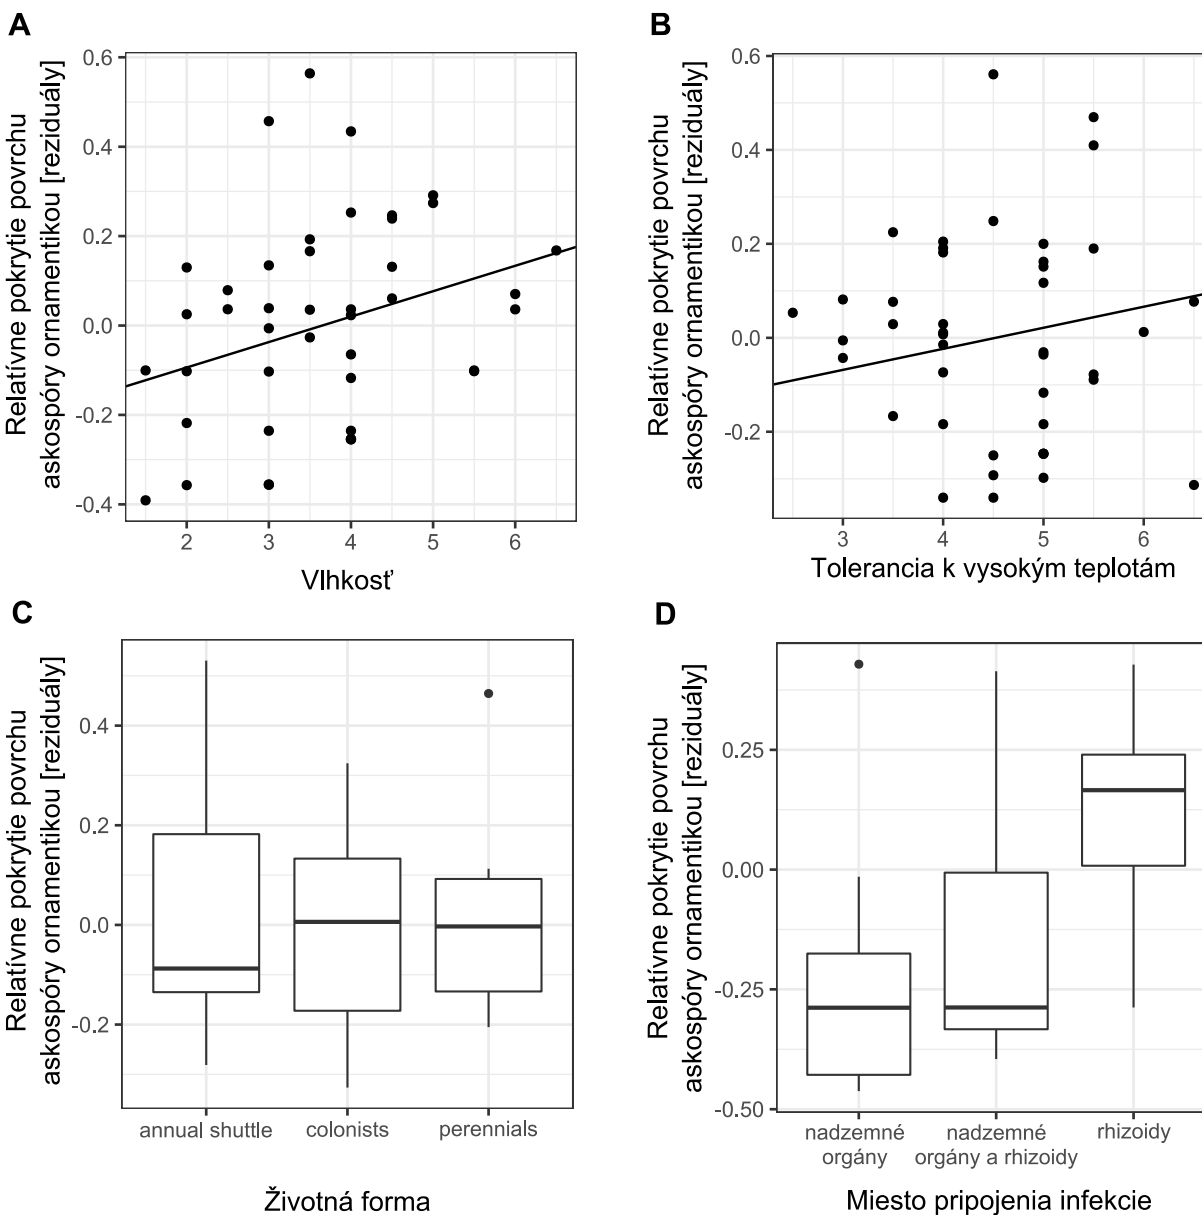 A
Relatívne pokrytie povrchu
askospóry ornamentikou [reziduály]
0.6
0.4
0.2
0.0
-0.2
-0.4
2 3 4 5 6
Vlhkosť
B
Relatívne pokrytie povrchu
askospóry ornamentikou [reziduály]
0.6
0.4
0.2
0.0
-0.2
3 4 5 6
Tolerancia k vysokým teplotám
C
Relatívne pokrytie povrchu
askospóry ornamentikou [reziduály]
0.4
0.2
0.0
-0.2
annual shuttle colonists perennials
Životná forma
D
Relatívne pokrytie povrchu
askospóry ornamentikou [reziduály]
0.25
0.00
-0.25
-0.50
nadzemné nadzemné rhizoidy
orgány orgány a rhizoidy
Miesto pripojenia infekcie